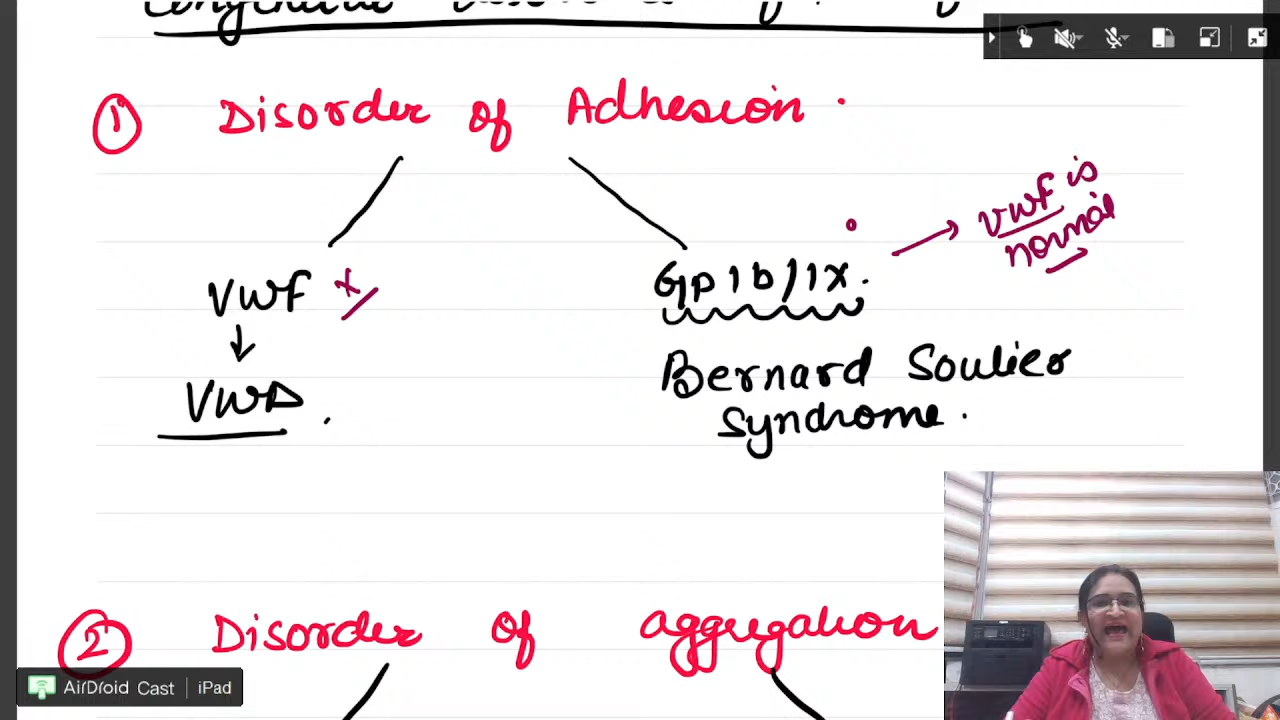 ① Disorder of Adhesion.
vwf is
normal
VWF x
Gp1b/1x.
VWD.
Bernard Soulier
syndrome.
② Disorder of aggregation
AirDroid Cast | iPad